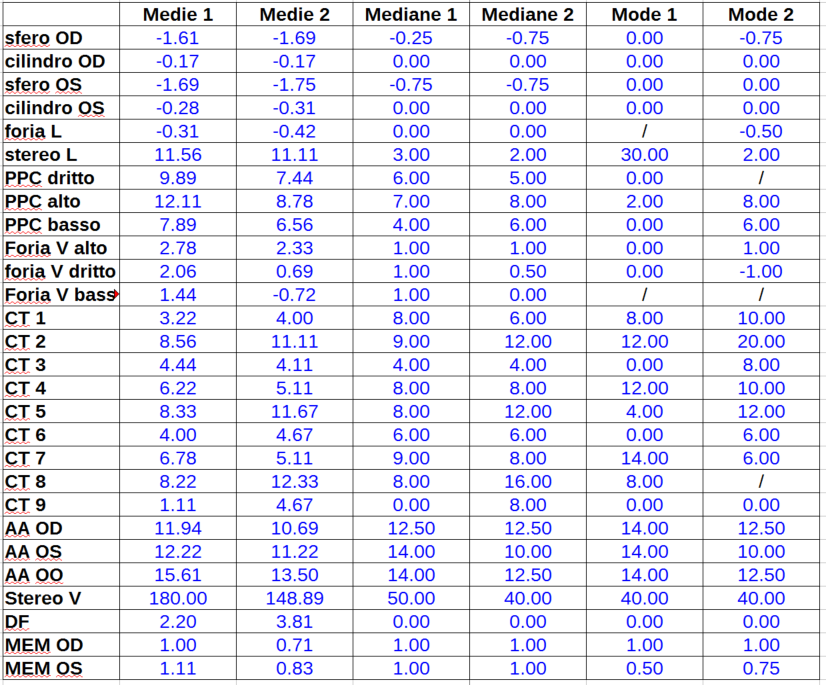 Medie 1 Medie 2 Mediane 1 Mediane 2 Mode 1 Mode 2
sfero OD -1.61 -1.69 -0.25 -0.75 0.00 -0.75
cilindro OD -0.17 -0.17 0.00 0.00 0.00 0.00
sfero OS -1.69 -1.75 -0.75 -0.75 0.00 0.00
cilindro OS -0.28 -0.31 0.00 0.00 0.00 0.00
foria L -0.31 -0.42 0.00 0.00 / -0.50
stereo L 11.56 11.11 3.00 2.00 30.00 2.00
PPC dritto 9.89 7.44 6.00 5.00 0.00 /
PPC alto 12.11 8.78 7.00 8.00 2.00 8.00
PPC basso 7.89 6.56 4.00 6.00 0.00 6.00
Foria V alto 2.78 2.33 1.00 1.00 0.00 1.00
foria V dritto 2.06 0.69 1.00 0.50 0.00 -1.00
Foria V bass 1.44 -0.72 1.00 0.00 / /
CT 1 3.22 4.00 8.00 6.00 8.00 10.00
CT 2 8.56 11.11 9.00 12.00 12.00 20.00
CT 3 4.44 4.11 4.00 4.00 0.00 8.00
CT 4 6.22 5.11 8.00 8.00 12.00 10.00
CT 5 8.33 11.67 8.00 12.00 4.00 12.00
CT 6 4.00 4.67 6.00 6.00 0.00 6.00
CT 7 6.78 5.11 9.00 8.00 14.00 6.00
CT 8 8.22 12.33 8.00 16.00 8.00 /
CT 9 1.11 4.67 0.00 8.00 0.00 0.00
AA OD 11.94 10.69 12.50 12.50 14.00 12.50
AA OS 12.22 11.22 14.00 10.00 14.00 10.00
AA OO 15.61 13.50 14.00 12.50 14.00 12.50
Stereo V 180.00 148.89 50.00 40.00 40.00 40.00
DF 2.20 3.81 0.00 0.00 0.00 0.00
MEM OD 1.00 0.71 1.00 1.00 1.00 1.00
MEM OS 1.11 0.83 1.00 1.00 0.50 0.75